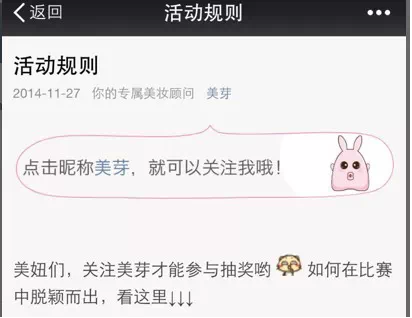 返回
活动规则
活动规则
2014-11-27 你的专属美妆顾问 美芽
点击昵称美芽，就可以关注我哦！
美妞们，关注美芽才能参与抽奖哟 如何在比赛
中脱颖而出，看这里↓↓↓